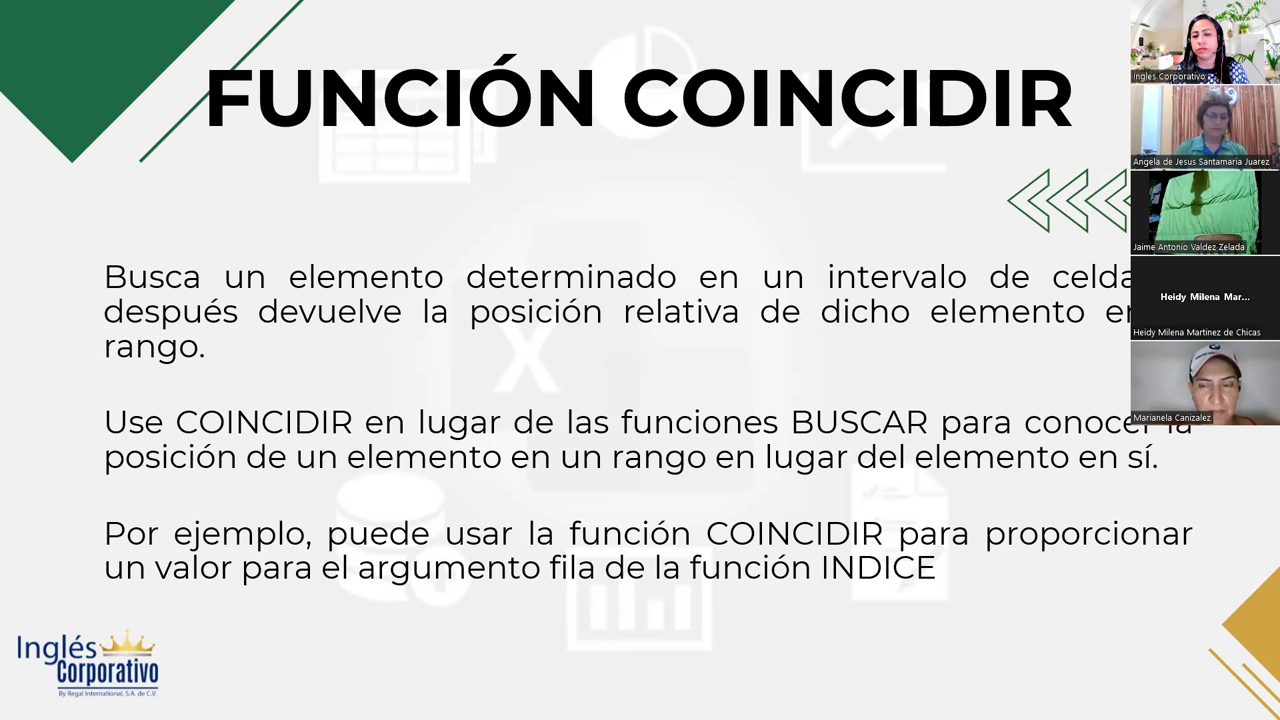 FUNCIÓN COINCIDIR
Busca un elemento determinado en un intervalo de
después devuelve la posición relativa de dicho elemento
rango.
Use COINCIDIR en lugar de las funciones BUSCAR para conocer la
posición de un elemento en un rango en lugar del elemento en sí.
Por ejemplo, puede usar la función COINCIDIR para proporcionar
un valor para el argumento fila de la función INDICE
Inglés
Corporativo
By Regal International, S.A. de C.V.
Ingles Corporativo
Angela de Jesus Santamaria Juarez
Jaime Antonio Valdez Zelada
Heidy Milena Mar...
Heidy Milena Martinez de Chicas
Marianela Canizalez